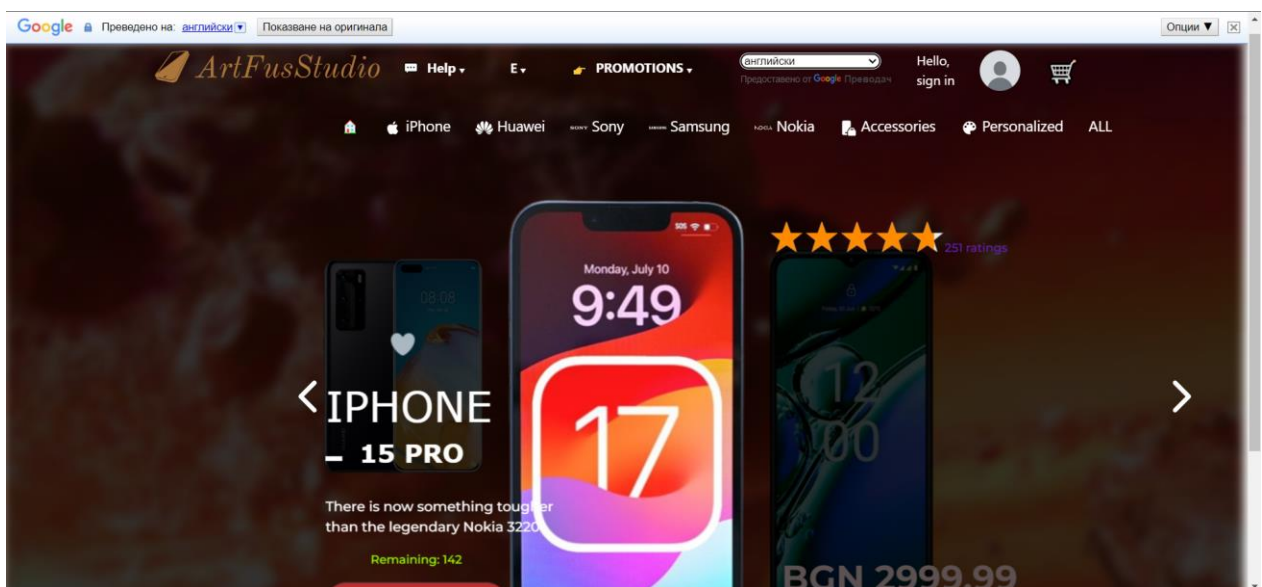 Google Преведено на: английски Показване на оригинала Опции ▼
ArtFusStudio Help E PROMOTIONS английски Hello, sign in
Предоставено от Google Преводач
iPhone Huawei SONY Sony Samsung NOKIA Nokia Accessories Personalized ALL
SOS
251 ratings
Monday, July 10
9:49
08:08
12
00
17
IPHONE
15 PRO
There is now something tougher
than the legendary Nokia 3220
Remaining: 142
BGN 2999.99